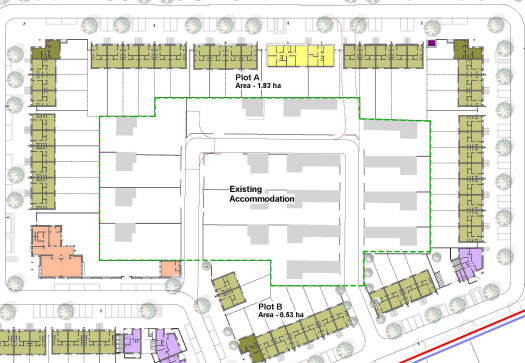 Plot A
Area - 1.83 ha
Existing
Accommodation
Plot B
Area - 0.53 ha